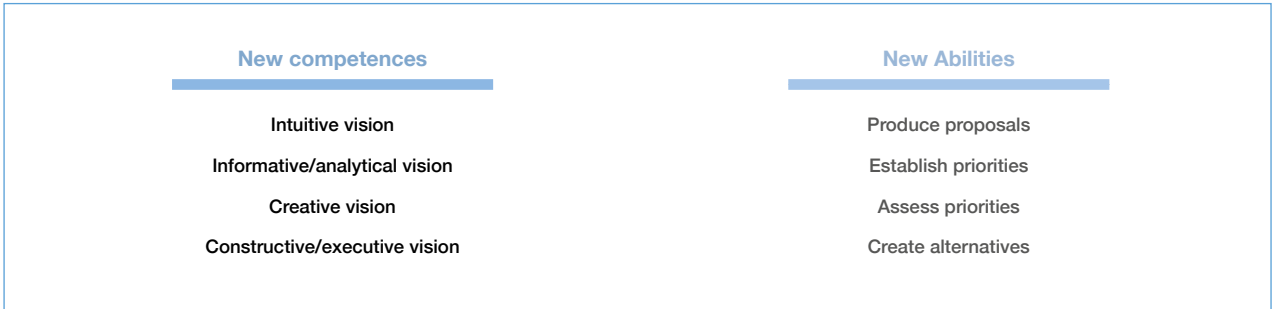 New competences
Intuitive vision
Informative/analytical vision
Creative vision
Constructive/executive vision
New Abilities
Produce proposals
Establish priorities
Assess priorities
Create alternatives